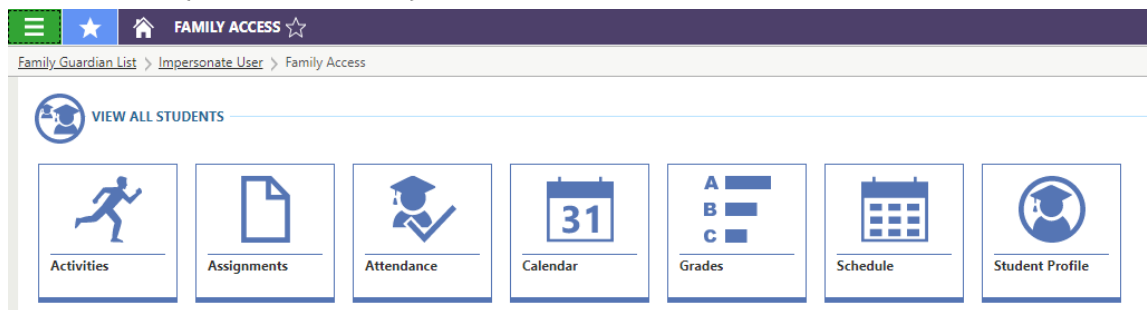 FAMILY ACCESS
Family Guardian List > Impersonate User > Family Access
VIEW ALL STUDENTS
31
A
B
C
Activities Assignments Attendance Calendar Grades Schedule Student Profile